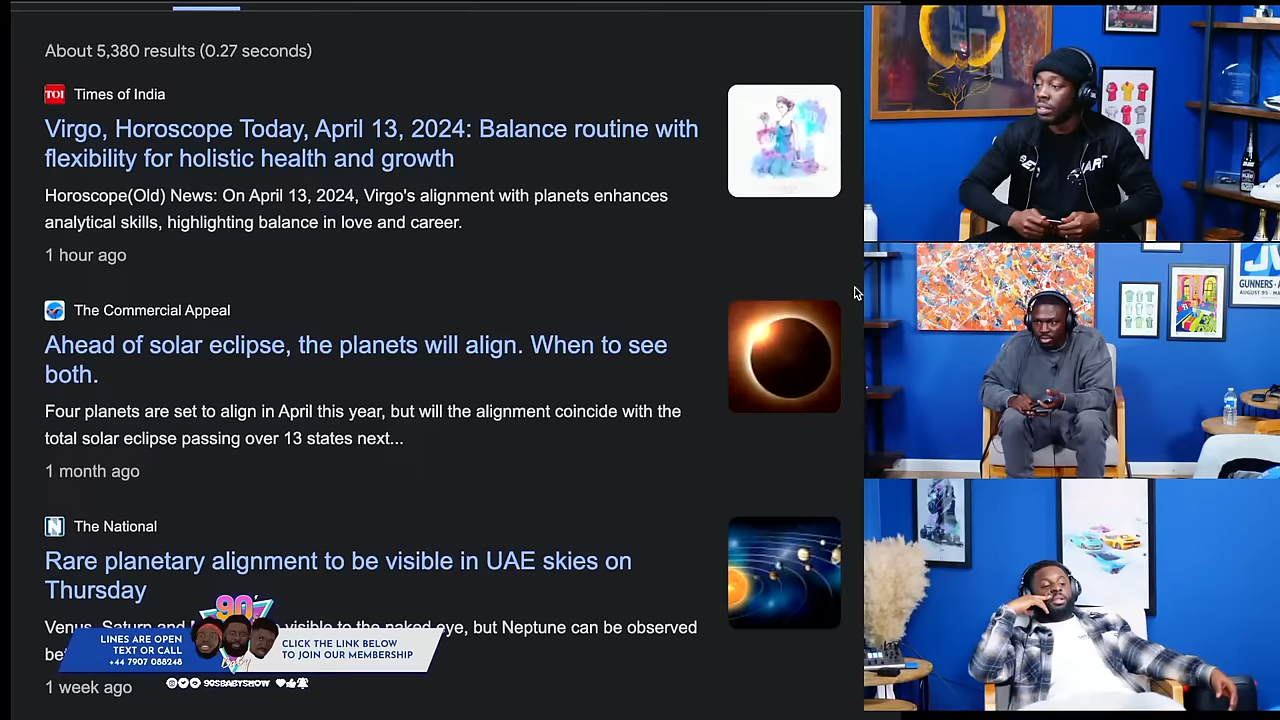 About 5,380 results (0.27 seconds)
TOI Times of India
Virgo, Horoscope Today, April 13, 2024: Balance routine with
flexibility for holistic health and growth
Horoscope(Old) News: On April 13, 2024, Virgo's alignment with planets enhances
analytical skills, highlighting balance in love and career.
1 hour ago
The Commercial Appeal
Ahead of solar eclipse, the planets will align. When to see
both.
Four planets are set to align in April this year, but will the alignment coincide with the
total solar eclipse passing over 13 states next...
1 month ago
N The National
Rare planetary alignment to be visible in UAE skies on
Thursday
Venus, Saturn and visible to the naked eye, but Neptune can be observed
1 week ago
90'
baby
LINES ARE OPEN
TEXT OR CALL
+44 7907 088248
CLICK THE LINK BELOW
TO JOIN OUR MEMBERSHIP
90SBABYSHOW
GUNNERS
AUGUST 95